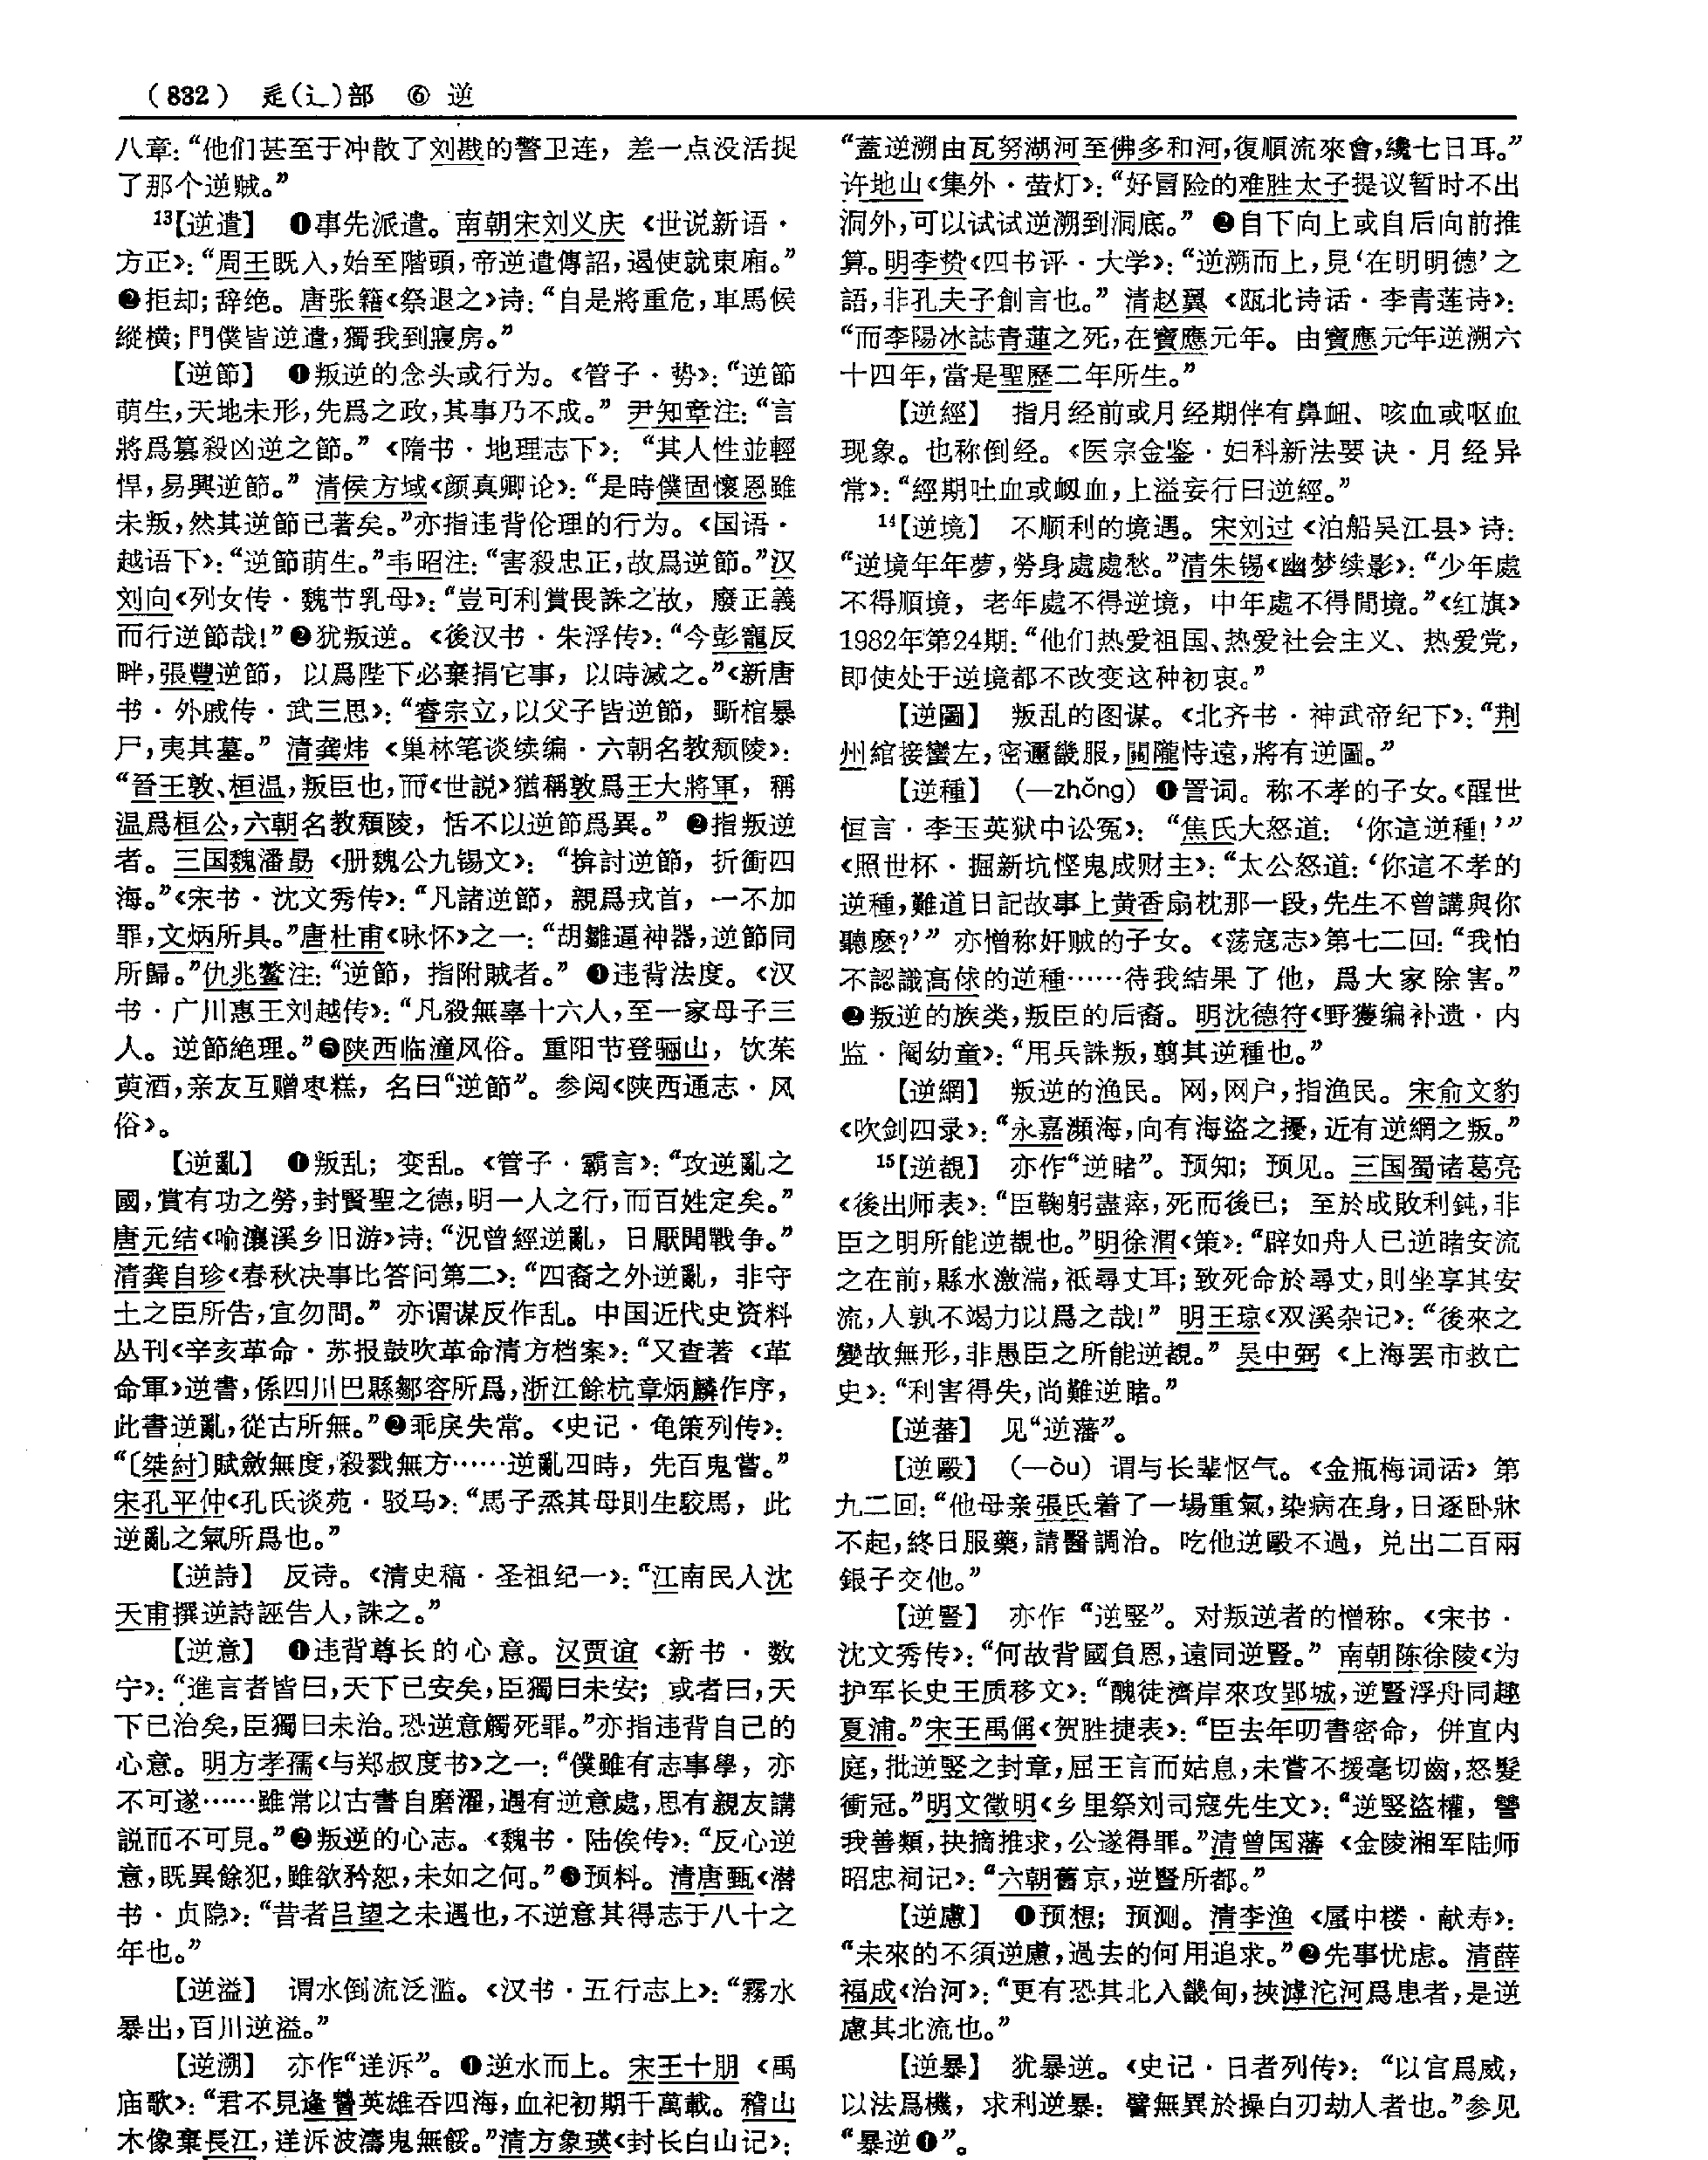 （832） 辵(辶)部 ⑥ 逆
八章：“他们甚至于冲散了刘戡的警卫连，差一点没活捉
了那个逆贼。”
¹³【逆遣】 ❶事先派遣。南朝宋刘义庆《世说新语·
方正》：“周王既入，始至階頭，帝逆遣傳詔，遏使就東廂。”
❷拒却；辞绝。唐张籍《祭退之》诗：“自是將重危，車馬候
縱横；門僕皆逆遣，獨我到寢房。”
【逆節】 ❶叛逆的念头或行为。《管子·势》：“逆節
萌生，天地未形，先爲之政，其事乃不成。” 尹知章注：“言
將爲篡殺凶逆之節。”《隋书·地理志下》：“其人性並輕
悍，易興逆節。” 清侯方域《颜真卿论》：“是時僕固懷恩雖
未叛，然其逆節已著矣。”亦指违背伦理的行为。《国语·
越语下》：“逆節萌生。”韦昭注：“害殺忠正，故爲逆節。”汉
刘向《列女传·魏节乳母》：“豈可利賞畏誅之故，廢正義
而行逆節哉！”❷犹叛逆。《後汉书·朱浮传》：“今彭寵反
畔，張豐逆節，以爲陛下必棄捐它事，以時滅之。”《新唐
书·外戚传·武三思》：“睿宗立，以父子皆逆節，斲棺暴
尸，夷其墓。” 清龚炜《巢林笔谈续编·六朝名教颓陵》：
“晉王敦、桓温，叛臣也，而《世説》猶稱敦爲王大將軍，稱
温爲桓公，六朝名教頹陵，恬不以逆節爲異。” ❷指叛逆
者。三国魏潘勗《册魏公九锡文》：“揜討逆節，折衝四
海。”《宋书·沈文秀传》：“凡諸逆節，親爲戎首，一不加
罪，文炳所具。”唐杜甫《咏怀》之一：“胡雛逼神器，逆節同
所歸。”仇兆鳌注：“逆節，指附賊者。” ❶违背法度。《汉
书·广川惠王刘越传》：“凡殺無辜十六人，至一家母子三
人。逆節絶理。”❺陕西临潼风俗。重阳节登骊山，饮茱
萸酒，亲友互赠枣糕，名曰“逆節”。参阅《陕西通志·风
俗》。
【逆亂】 ❶叛乱；变乱。《管子·霸言》：“攻逆亂之
國，賞有功之勞，封賢聖之德，明一人之行，而百姓定矣。”
唐元结《喻瀼溪乡旧游》诗：“況曾經逆亂，日厭聞戰争。”
清龚自珍《春秋决事比答问第二》：“四裔之外逆亂，非守
土之臣所告，宜勿問。” 亦谓谋反作乱。中国近代史资料
丛刊《辛亥革命·苏报鼓吹革命清方档案》：“又查著《革
命軍》逆書，係四川巴縣鄒容所爲，浙江餘杭章炳麟作序，
此書逆亂，從古所無。”❷乖戾失常。《史记·龟策列传》：
“〔桀紂〕賦斂無度，殺戮無方……逆亂四時，先百鬼嘗。”
宋孔平仲《孔氏谈苑·驳马》：“馬子烝其母則生駮馬，此
逆亂之氣所爲也。”
【逆詩】 反诗。《清史稿·圣祖纪一》：“江南民人沈
天甫撰逆詩誣告人，誅之。”
【逆意】 ❶违背尊长的心意。汉贾谊《新书·数
宁》：“進言者皆曰，天下已安矣，臣獨曰未安；或者曰，天
下已治矣，臣獨曰未治。恐逆意觸死罪。”亦指违背自己的
心意。明方孝孺《与郑叔度书》之一：“僕雖有志事學，亦
不可遂……雖常以古書自磨濯，遇有逆意處，思有親友講
説而不可見。”❷叛逆的心志。《魏书·陆俟传》：“反心逆
意，既異餘犯，雖欲矜恕，未如之何。”❸预料。清唐甄《潜
书·贞隐》：“昔者吕望之未遇也，不逆意其得志于八十之
年也。”
【逆溢】 谓水倒流泛滥。《汉书·五行志上》：“霧水
暴出，百川逆溢。”
【逆溯】 亦作“逆泝”。❶逆水而上。宋王十朋《禹
庙歌》：“君不見逢蠻英雄吞四海，血祀初期千萬載。稽山
木像棄長江，逆泝波濤鬼無餒。”清方象瑛《封长白山记》：
“蓋逆溯由瓦努湖河至佛多和河，復順流來會，纔七日耳。”
许地山《集外·萤灯》：“好冒险的难胜太子提议暂时不出
洞外，可以试试逆溯到洞底。” ❷自下向上或自后向前推
算。明李贽《四书评·大学》：“逆溯而上，見‘在明明德’之
語，非孔夫子創言也。” 清赵翼《瓯北诗话·李青莲诗》：
“而李陽冰誌青蓮之死，在寶應元年。由寶應元年逆溯六
十四年，當是聖歷二年所生。”
【逆經】 指月经前或月经期伴有鼻衄、咳血或呕血
现象。也称倒经。《医宗金鉴·妇科新法要诀·月经异
常》：“經期吐血或衄血，上溢妄行曰逆經。”
¹⁴【逆境】 不顺利的境遇。宋刘过《泊船吴江县》诗：
“逆境年年夢，勞身處處愁。”清朱锡《幽梦续影》：“少年處
不得順境，老年處不得逆境，中年處不得閒境。”《红旗》
1982年第24期：“他们热爱祖国、热爱社会主义、热爱党，
即使处于逆境都不改变这种初衷。”
【逆圖】 叛乱的图谋。《北齐书·神武帝纪下》：“荆
州綰接蠻左，密邇畿服，關隴恃遠，將有逆圖。”
【逆種】 （—zhǒng）❶詈词。称不孝的子女。《醒世
恒言·李玉英狱中讼冤》：“焦氏大怒道：‘你這逆種！’”
《照世杯·掘新坑悭鬼成财主》：“太公怒道：‘你這不孝的
逆種，難道日記故事上黄香扇枕那一段，先生不曾講與你
聽麽？’” 亦憎称奸贼的子女。《荡寇志》第七二回：“我怕
不認識高俅的逆種……待我結果了他，爲大家除害。”
❷叛逆的族类，叛臣的后裔。明沈德符《野獲编补遗·内
监·阉幼童》：“用兵誅叛，翦其逆種也。”
【逆網】 叛逆的渔民。网，网户，指渔民。宋俞文豹
《吹剑四录》：“永嘉瀕海，向有海盗之擾，近有逆網之叛。”
¹⁵【逆覩】 亦作“逆睹”。预知；预见。三国蜀诸葛亮
《後出师表》：“臣鞠躬盡瘁，死而後已；至於成敗利鈍，非
臣之明所能逆覩也。”明徐渭《策》：“辟如舟人已逆睹安流
之在前，縣水激湍，祗尋丈耳；致死命於尋丈，則坐享其安
流，人孰不竭力以爲之哉！” 明王琼《双溪杂记》：“後來之
變故無形，非愚臣之所能逆覩。” 吴中弼《上海罢市救亡
史》：“利害得失，尚難逆睹。”
【逆蕃】 见“逆藩”。
【逆毆】 （—òu）谓与长辈怄气。《金瓶梅词话》第
九二回：“他母亲張氏着了一場重氣，染病在身，日逐卧牀
不起，終日服藥，請醫調治。吃他逆毆不過，兑出二百兩
銀子交他。”
【逆豎】 亦作“逆竪”。对叛逆者的憎称。《宋书·
沈文秀传》：“何故背國負恩，遠同逆豎。” 南朝陈徐陵《为
护军长史王质移文》：“醜徒濟岸來攻郢城，逆豎浮舟同趣
夏浦。”宋王禹偁《贺胜捷表》：“臣去年叨書密命，併直内
庭，批逆竪之封章，屈王言而姑息，未嘗不援毫切齒，怒髮
衝冠。”明文徵明《乡里祭刘司寇先生文》：“逆竪盜權，讐
我善類，抉摘推求，公遂得罪。”清曾国藩《金陵湘军陆师
昭忠祠记》：“六朝舊京，逆豎所都。”
【逆慮】 ❶预想；预测。清李渔《蜃中楼·献寿》：
“未來的不須逆慮，過去的何用追求。”❷先事忧虑。清薛
福成《治河》：“更有恐其北入畿甸，挾滹沱河爲患者，是逆
慮其北流也。”
【逆暴】 犹暴逆。《史记·日者列传》：“以官爲威，
以法爲機，求利逆暴：譬無異於操白刃劫人者也。”参见
“暴逆❶”。